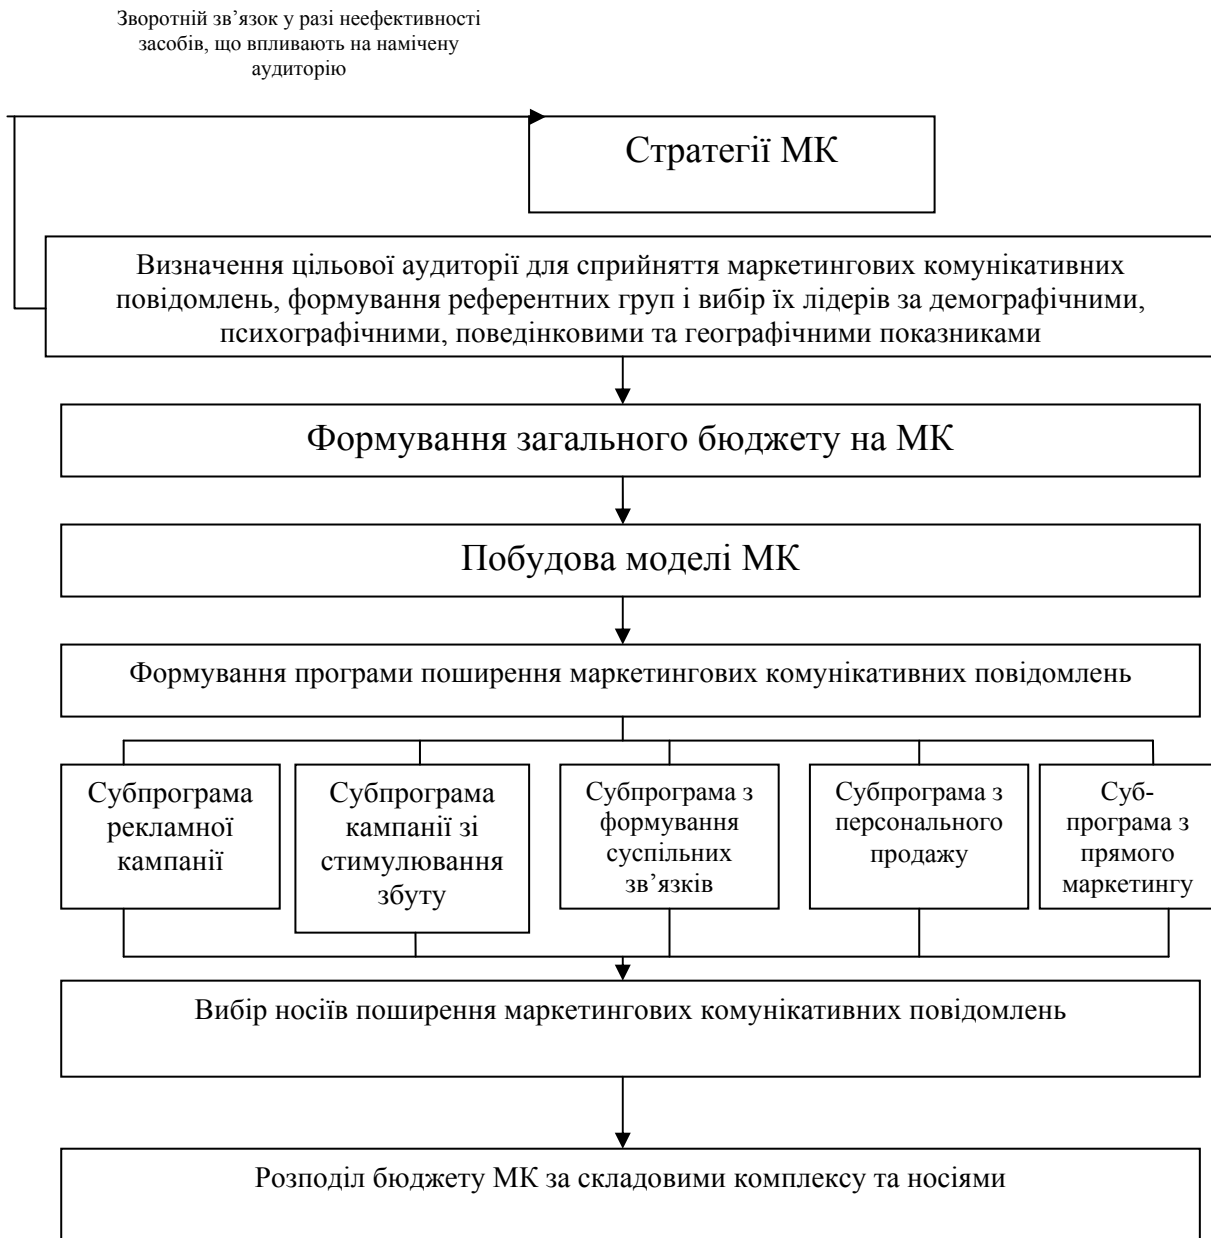 Зворотній зв’язок у разі неефективності
засобів, що впливають на намічену
аудиторію
Стратегії МК
Визначення цільової аудиторії для сприйняття маркетингових комунікативних
повідомлень, формування референтних груп і вибір їх лідерів за демографічними,
психографічними, поведінковими та географічними показниками
Формування загального бюджету на МК
Побудова моделі МК
Формування програми поширення маркетингових комунікативних повідомлень
Субпрограма
рекламної
кампанії
Субпрограма
кампанії зі
стимулювання
збуту
Субпрограма з
формування
суспільних
зв’язків
Субпрограма з
персонального
продажу
Суб-
програма з
прямого
маркетингу
Вибір носіїв поширення маркетингових комунікативних повідомлень
Розподіл бюджету МК за складовими комплексу та носіями